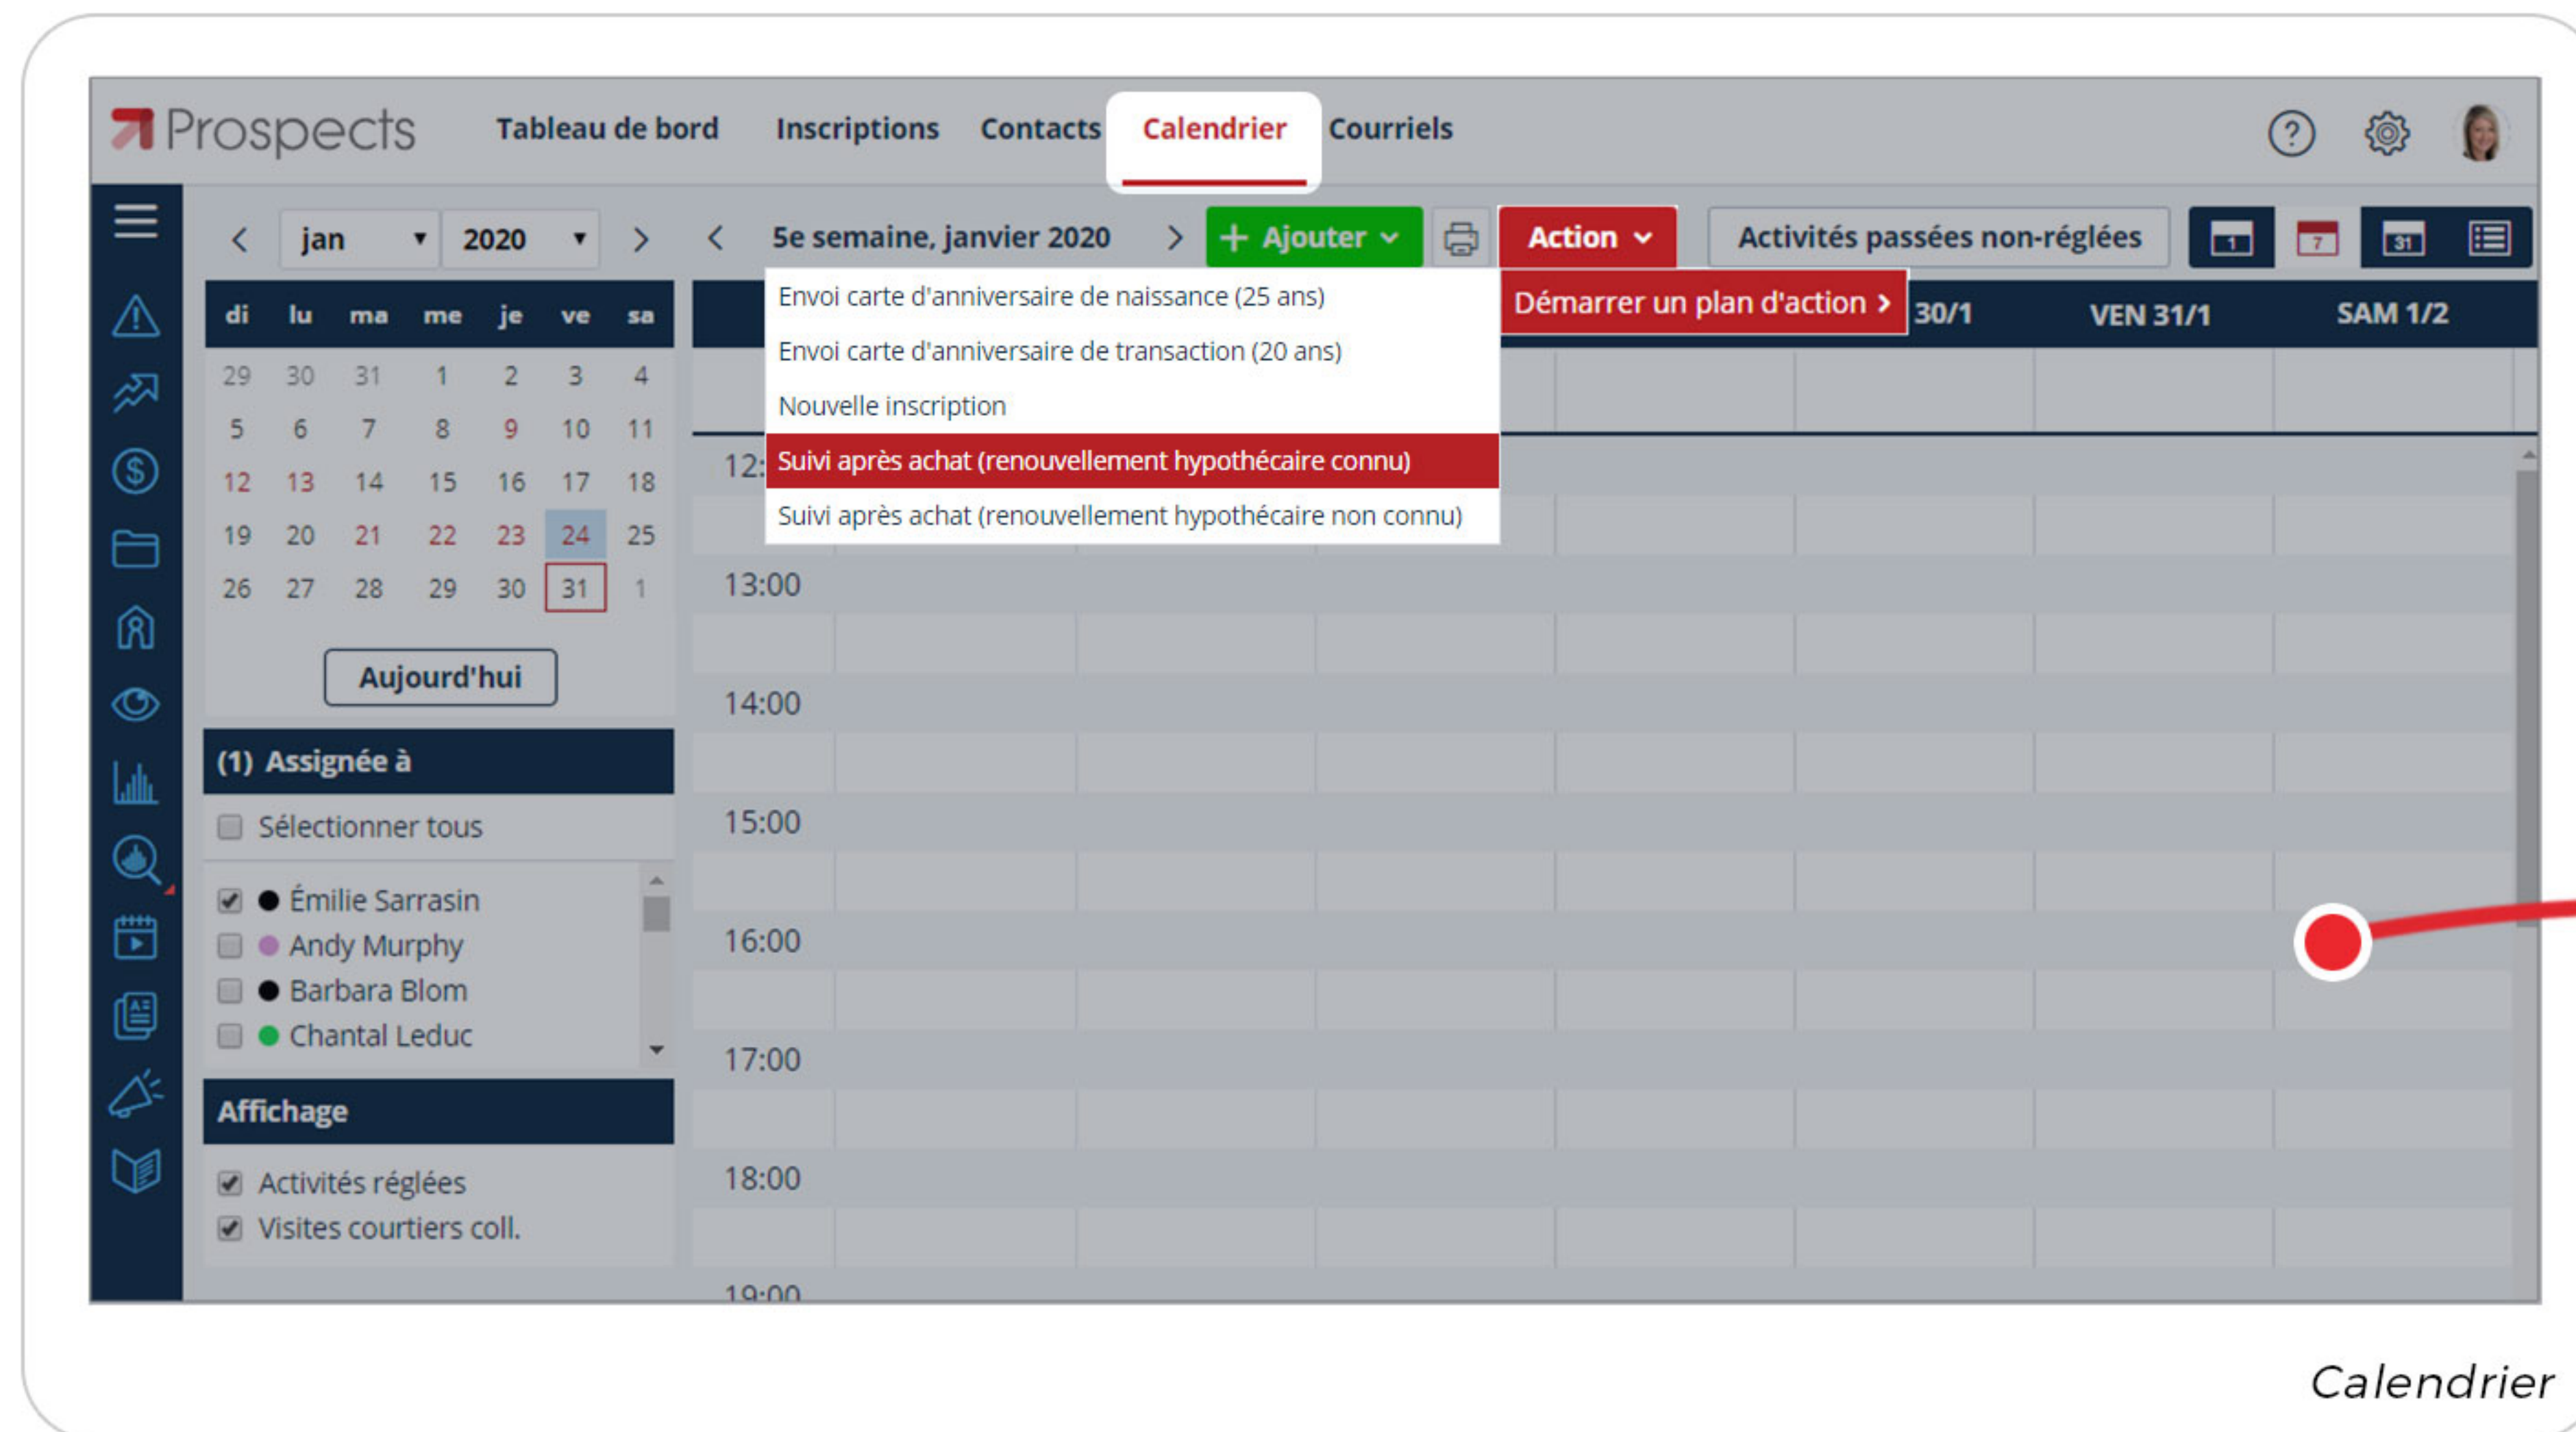 Prospects Tableau de bord Inscriptions Contacts Calendrier Courriels ?
jan 2020
5e semaine, janvier 2020 + Ajouter Action Activités passées non-réglées 1 7 31
Démarrer un plan d'action
Envoi carte d'anniversaire de naissance (25 ans)
Envoi carte d'anniversaire de transaction (20 ans)
Nouvelle inscription
Suivi après achat (renouvellement hypothécaire connu)
Suivi après achat (renouvellement hypothécaire non connu)
30/1 VEN 31/1 SAM 1/2
di lu ma me je ve sa
29 30 31 1 2 3 4
5 6 7 8 9 10 11
12 13 14 15 16 17 18
19 20 21 22 23 24 25
26 27 28 29 30 31 1
Aujourd'hui
(1) Assignée à
Sélectionner tous
Émilie Sarrasin
Andy Murphy
Barbara Blom
Chantal Leduc
Affichage
Activités réglées
Visites courtiers coll.
12:
13:00
14:00
15:00
16:00
17:00
18:00
19:00
Calendrier